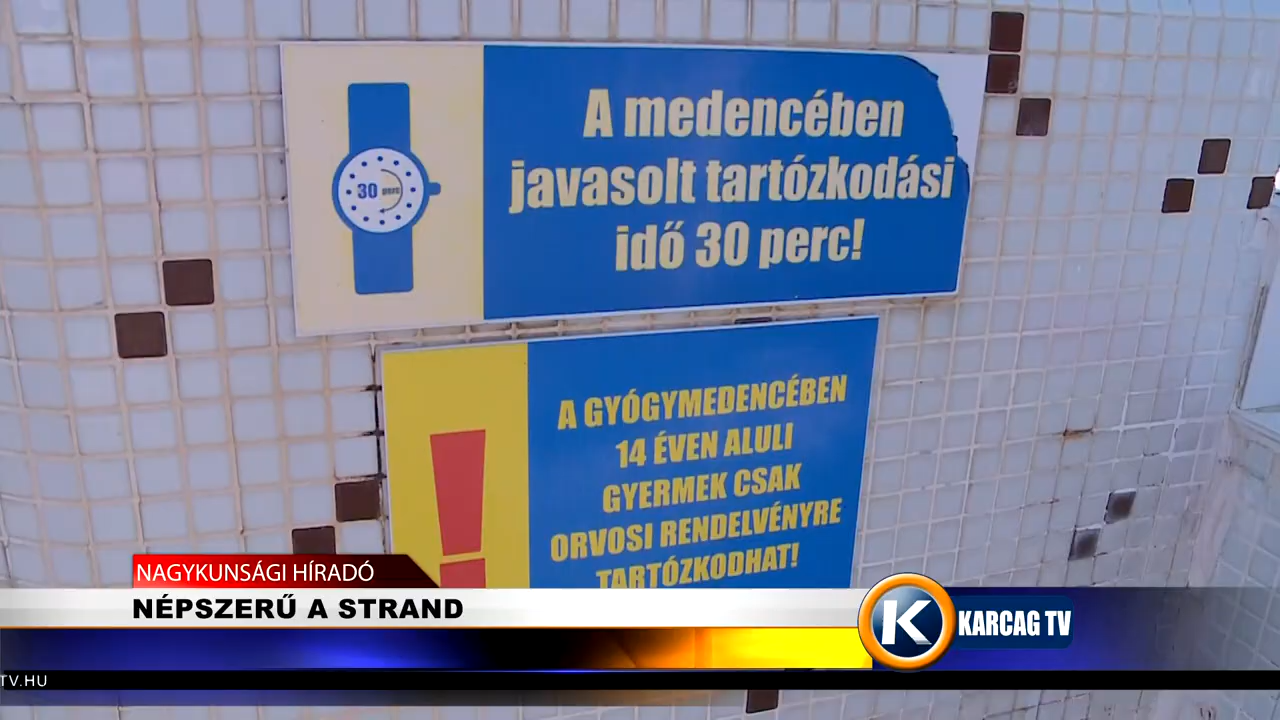 30 perc
A medencében
javasolt tartózkodási
idő 30 perc!
A GYÓGYMEDENCÉBEN
14 ÉVEN ALULI
GYERMEK CSAK
ORVOSI RENDELVÉNYRE
TARTÓZKODHAT!
NAGYKUNSÁGI HÍRADÓ
NÉPSZERŰ A STRAND
K KARCAG TV
TV.HU